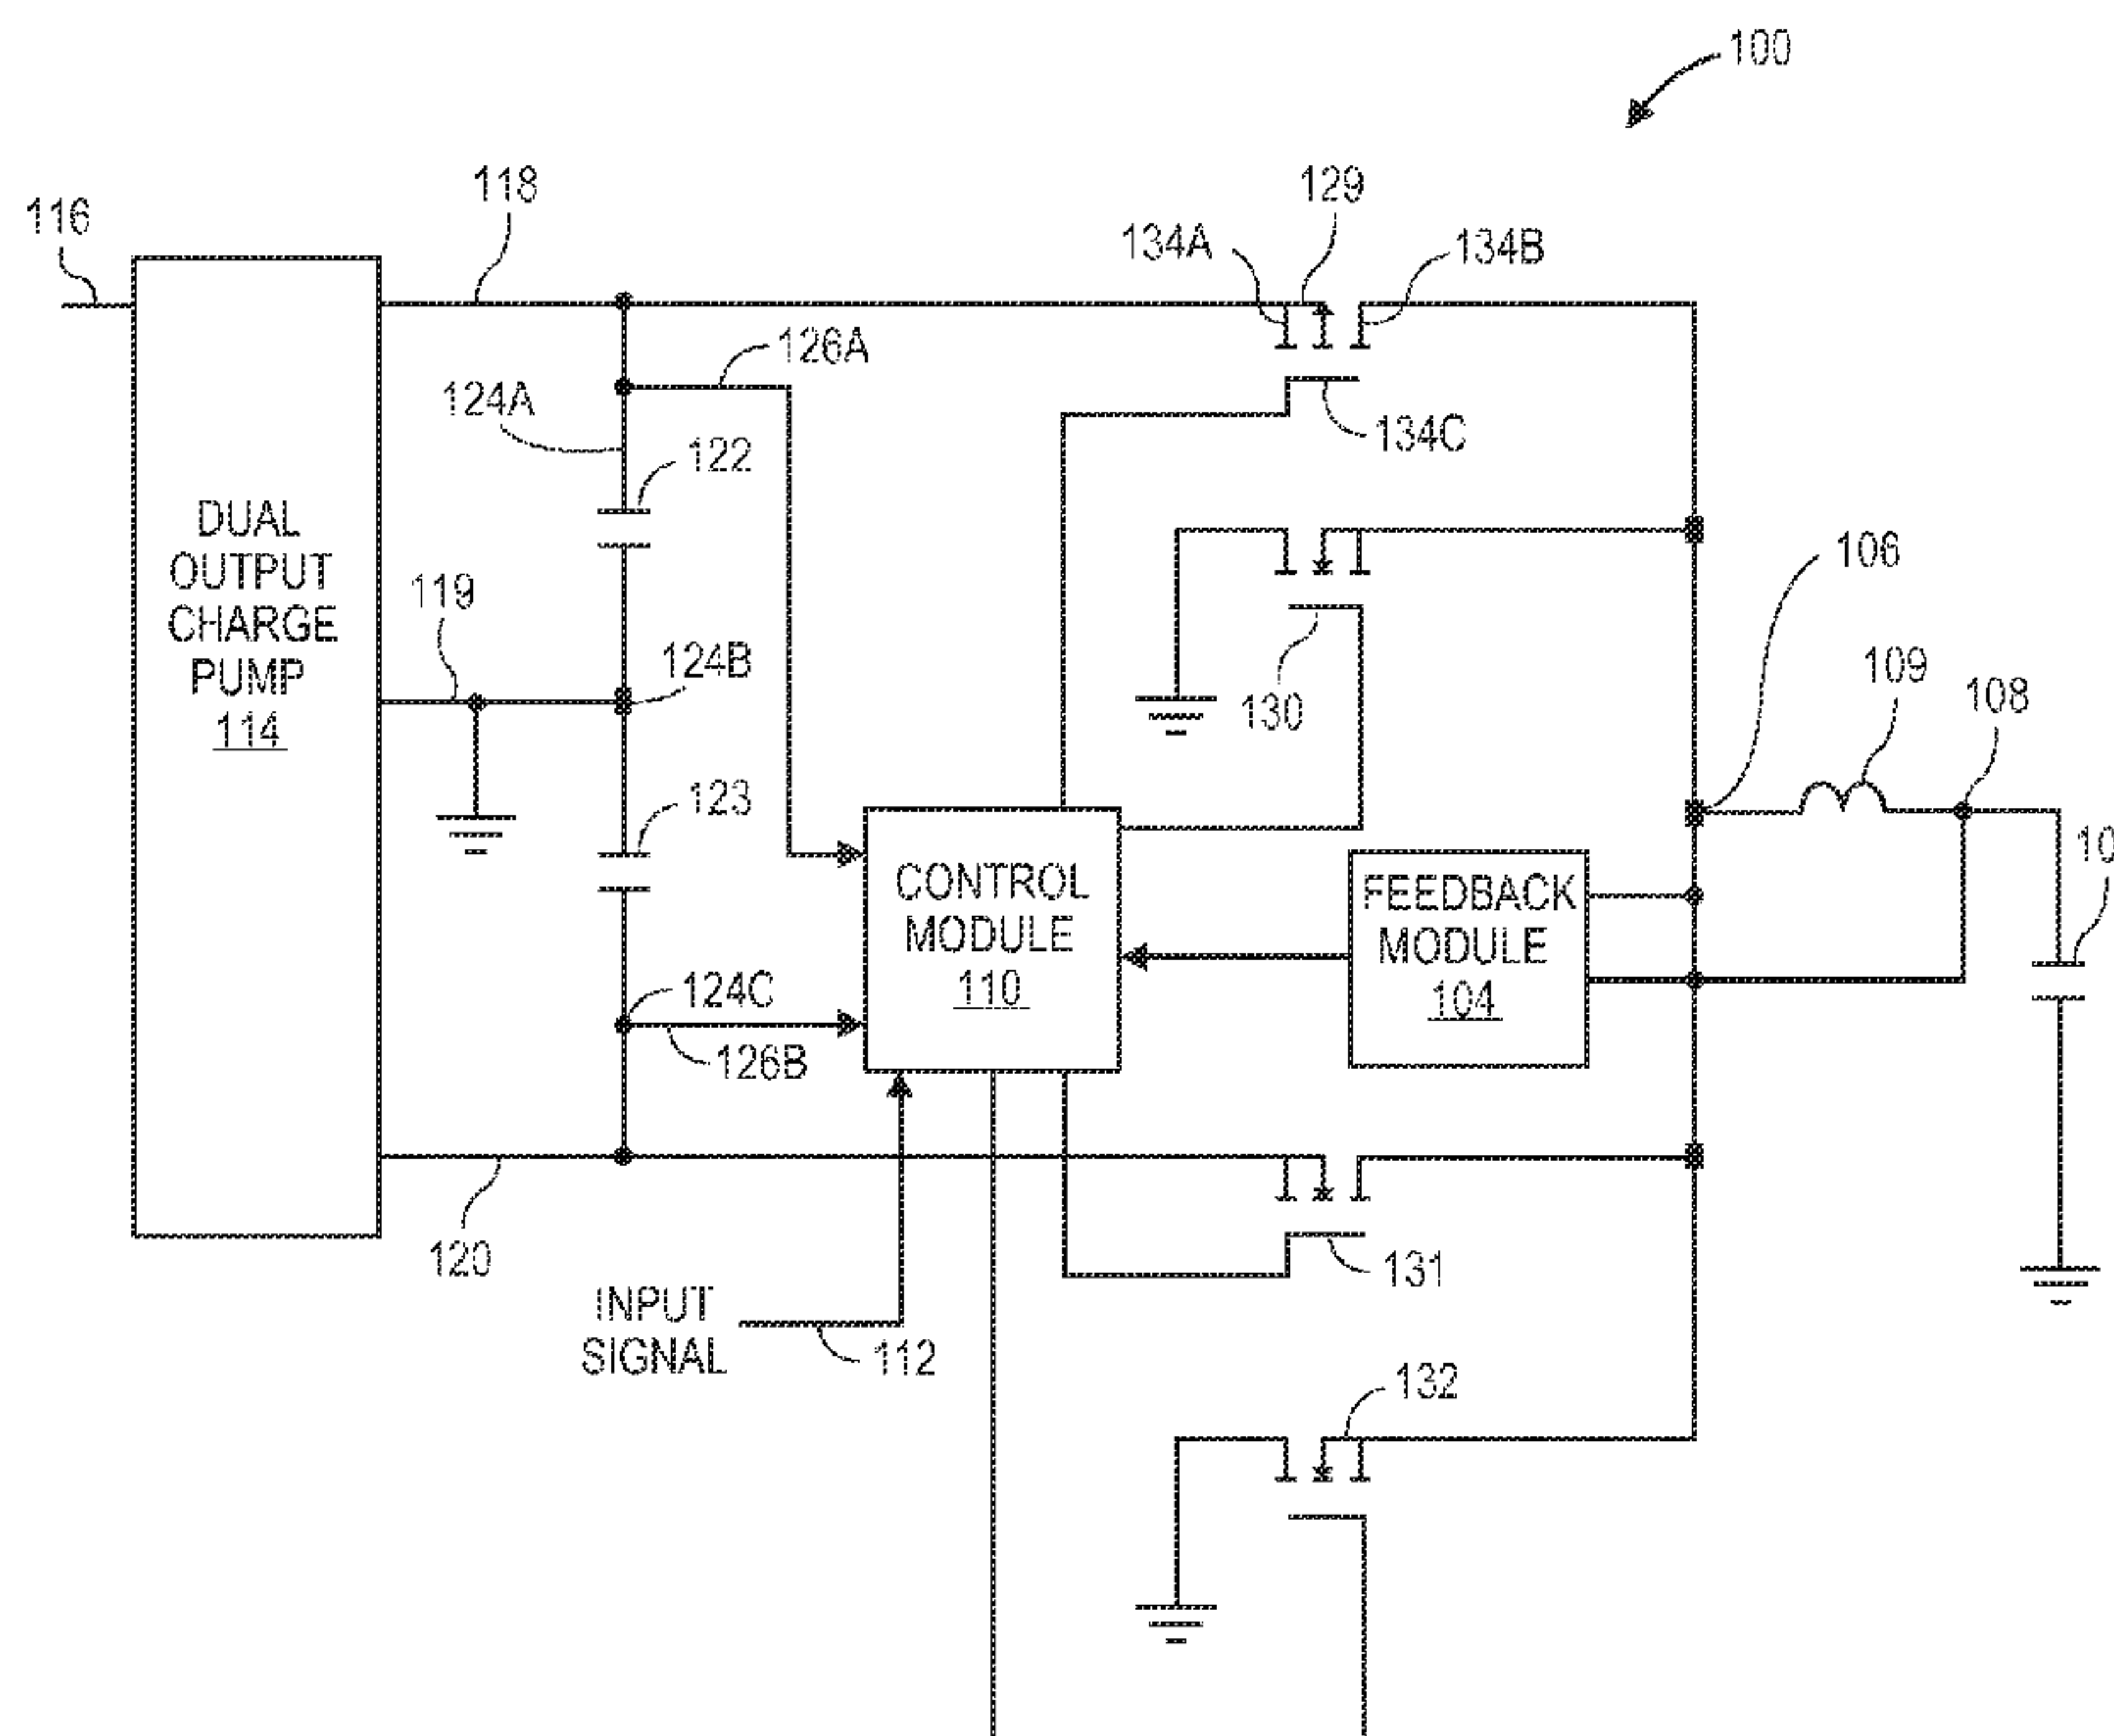 100
118
129
116
134A
134B
126A
124A
134C
122
DUAL
OUTPUT
CHARGE
PUMP
114
106
119
124B
109
108
130
123
10
CONTROL
MODULE
110
FEEDBACK
MODULE
104
124C
126B
120
131
INPUT
SIGNAL
112
132